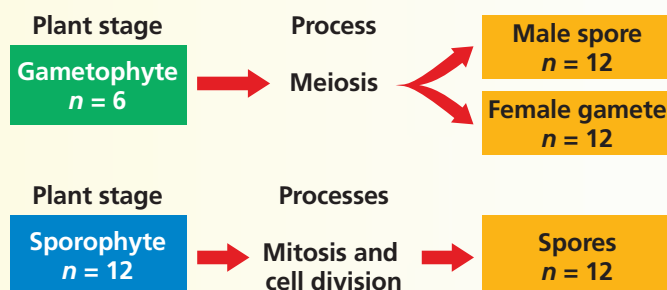 Plant stage
Process
Gametophyte
n = 6
Meiosis
Male spore
n = 12
Female gamete
n = 12
Plant stage
Processes
Sporophyte
n = 12
Mitosis and
cell division
Spores
n = 12